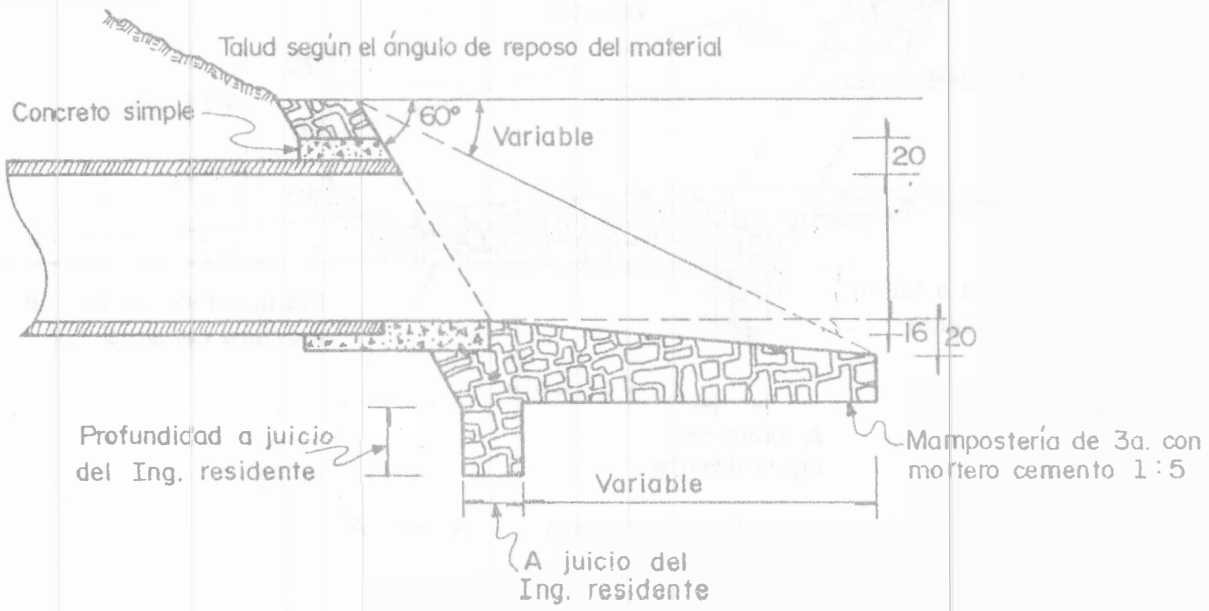 Talud según el ángulo de reposo del material
Concreto simple
60°
Variable
20
16
20
Profundidad a juicio
del Ing. residente
Mampostería de 3a. con
mortero cemento 1:5
Variable
A juicio del
Ing. residente